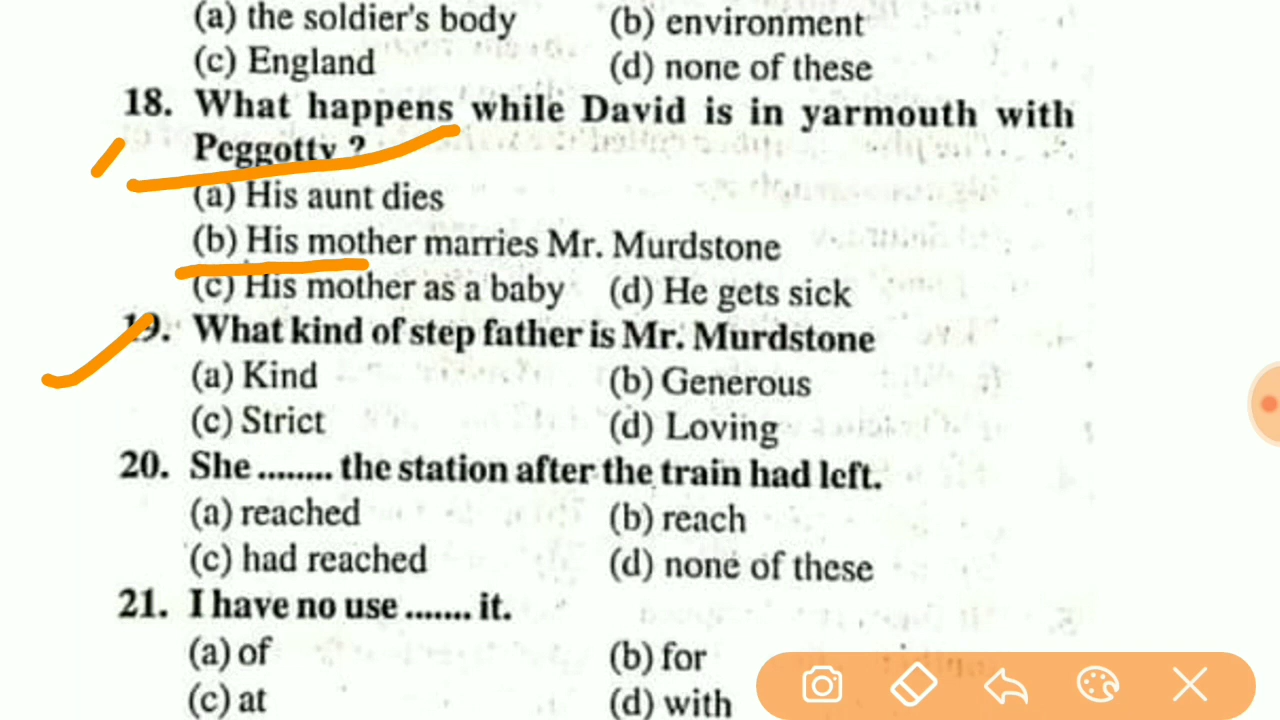 (a) the soldier's body (b) environment
(c) England (d) none of these
18. What happens while David is in yarmouth with
Peggotty ?
(a) His aunt dies
(b) His mother marries Mr. Murdstone
(c) His mother as a baby (d) He gets sick
19. What kind of step father is Mr. Murdstone
(a) Kind (b) Generous
(c) Strict (d) Loving
20. She ........ the station after the train had left.
(a) reached (b) reach
(c) had reached (d) none of these
21. I have no use ....... it.
(a) of (b) for
(c) at (d) with